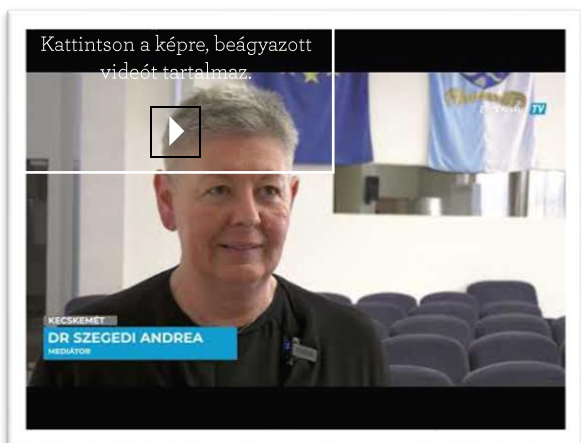 Kattintson a képre, beágyazott
videót tartalmaz.
TV
KECSKEMÉT
DR SZEGEDI ANDREA
MEDIÁTOR